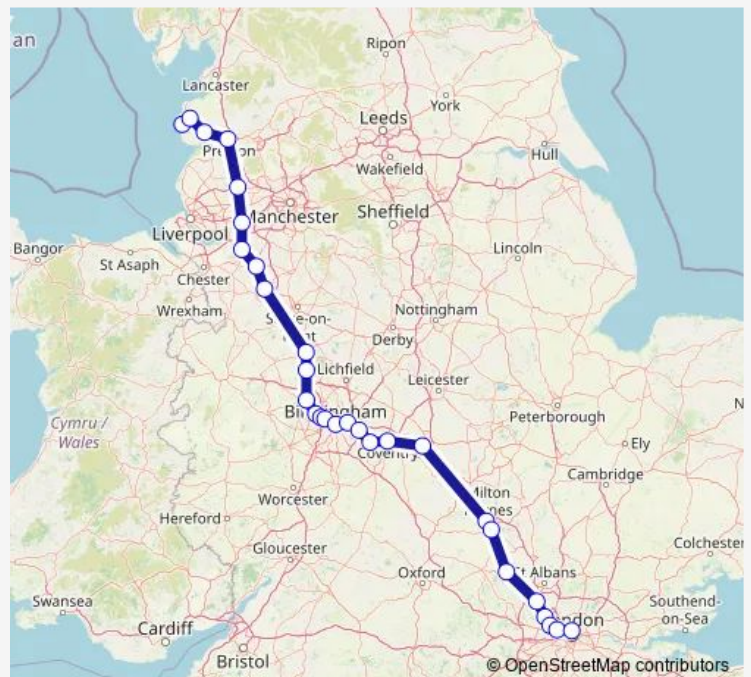 an
Ripon
Lancaster
York
Leeds
Hull
Wakefield
Manchester
Sheffield
Liverpool
Bangor
St Asaph
Lincoln
Chester
Wrexham
Nottingham
Derby
Lichfield
Leicester
Peterborough
Cymru /
Wales
Ely
Coventry
Cambridge
Worcester
Milton
Hereford
Gloucester
Colchester
Oxford
St Albans
Swansea
Southend-
on-Sea
Cardiff
Bristol
© OpenStreetMap contributors